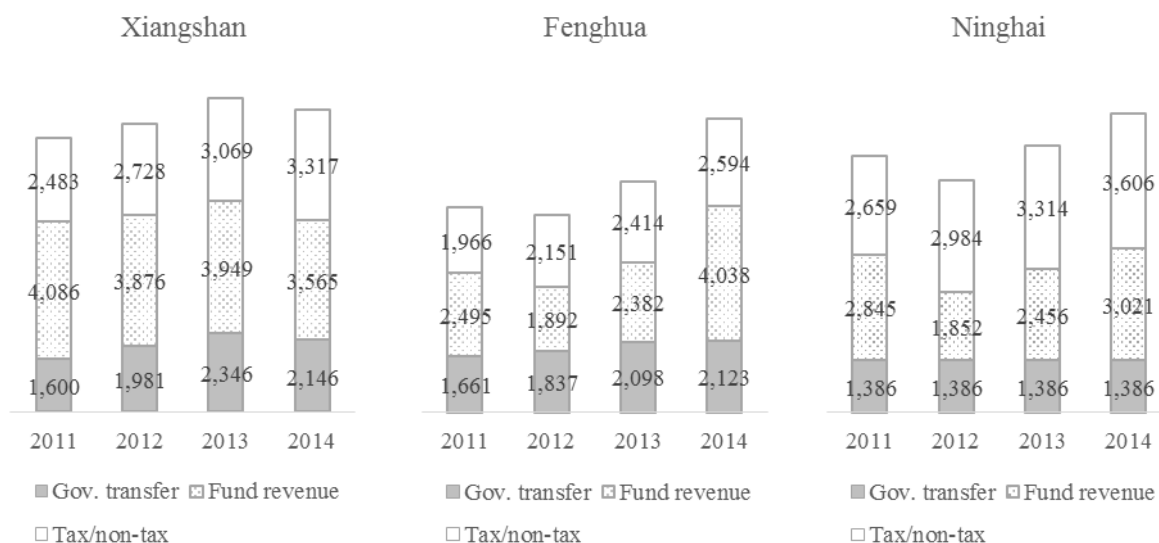 Xiangshan
2,483 2,728 3,069 3,317
4,086 3,876 3,949 3,565
1,600 1,981 2,346 2,146
2011 2012 2013 2014
Gov. transfer Fund revenue
Tax/non-tax
Fenghua
1,966 2,151 2,414 2,594
2,495 1,892 2,382 4,038
1,661 1,837 2,098 2,123
2011 2012 2013 2014
Gov. transfer Fund revenue
Tax/non-tax
Ninghai
2,659 2,984 3,314 3,606
2,845 1,852 2,456 3,021
1,386 1,386 1,386 1,386
2011 2012 2013 2014
Gov. transfer Fund revenue
Tax/non-tax